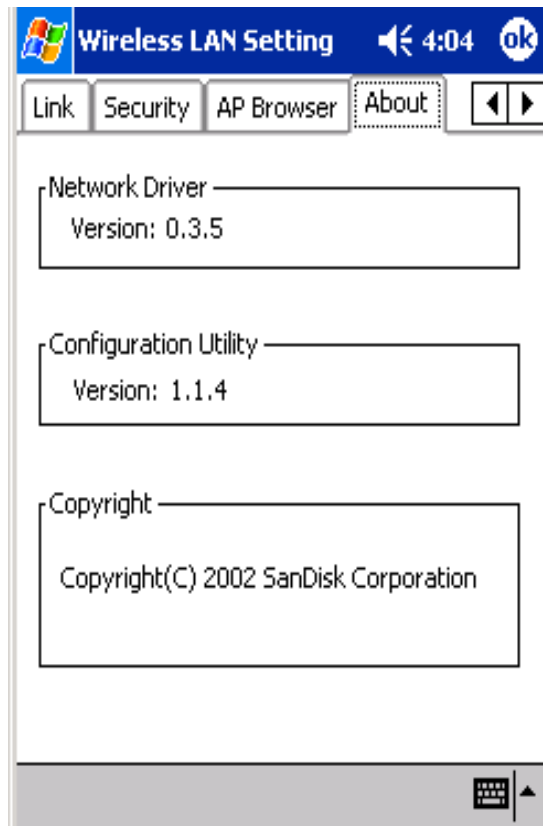 Wireless LAN Setting 4:04 ok
Link Security AP Browser About
Network Driver
Version: 0.3.5
Configuration Utility
Version: 1.1.4
Copyright
Copyright(C) 2002 SanDisk Corporation